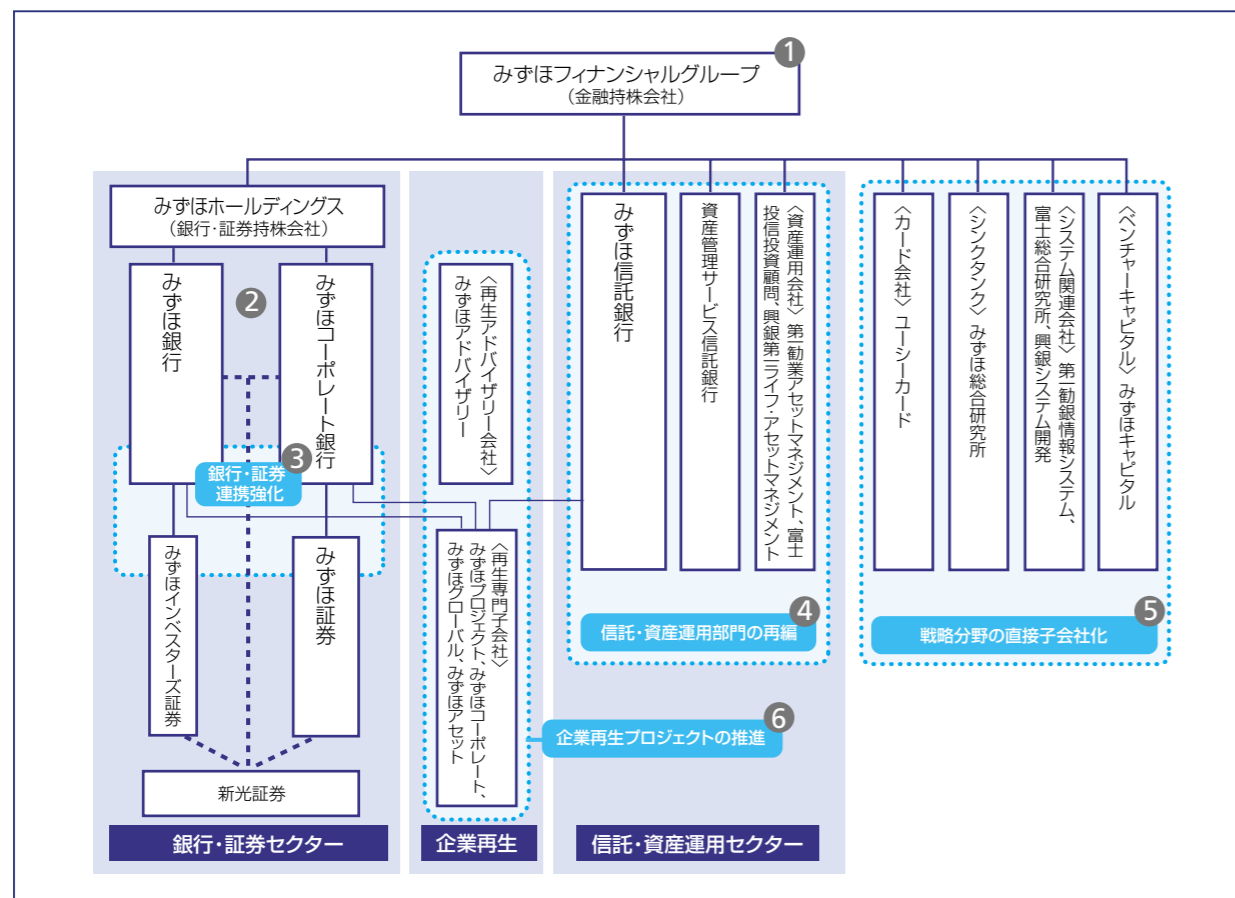 1
みずほフィナンシャルグループ
（金融持株会社）
みずほホールディングス
（銀行・証券持株会社）
みずほ銀行
2
みずほコーポレート銀行
3
銀行・証券
連携強化
みずほインベスターズ証券
みずほ証券
新光証券
銀行・証券セクター
〈再生アドバイザリー会社〉
みずほアドバイザリー
〈再生専門子会社〉
みずほプロジェクト、みずほコーポレート、
みずほグローバル、みずほアセット
6
企業再生プロジェクトの推進
企業再生
みずほ信託銀行
資産管理サービス信託銀行
〈資産運用会社〉 第一勧業アセットマネジメント、富士
投信投資顧問、興銀第一ライフ・アセットマネジメント
4
信託・資産運用部門の再編
信託・資産運用セクター
〈カード会社〉 ユーシーカード
〈シンクタンク〉 みずほ総合研究所
〈システム関連会社〉 第一勧銀情報システム、
富士総合研究所、興銀システム開発
〈ベンチャーキャピタル〉 みずほキャピタル
5
戦略分野の直接子会社化